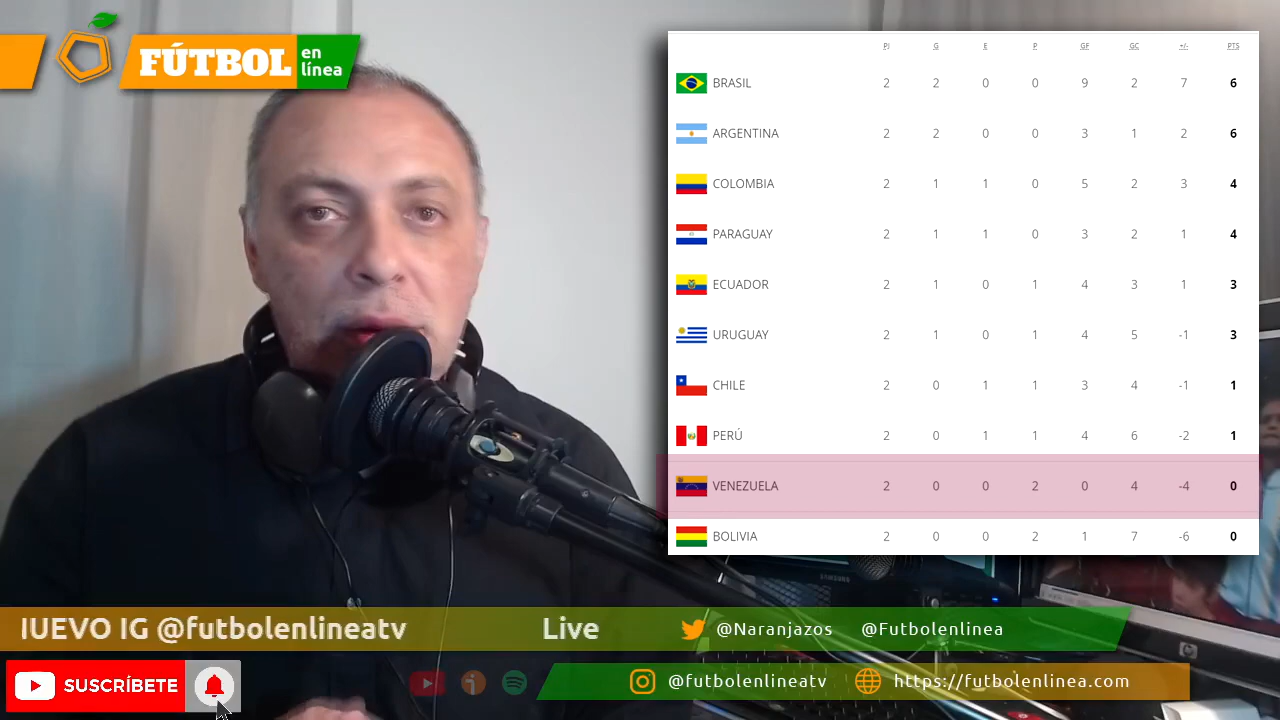 FÚTBOL en línea
PJ G E P GF GC +/- PTS
BRASIL 2 2 0 0 9 2 7 6
ARGENTINA 2 2 0 0 3 1 2 6
COLOMBIA 2 1 1 0 5 2 3 4
PARAGUAY 2 1 1 0 3 2 1 4
ECUADOR 2 1 0 1 4 3 1 3
URUGUAY 2 1 0 1 4 5 -1 3
CHILE 2 0 1 1 3 4 -1 1
PERÚ 2 0 1 1 4 6 -2 1
VENEZUELA 2 0 0 2 0 4 -4 0
BOLIVIA 2 0 0 2 1 7 -6 0
SAMSUNG
IUEVO IG @futbolenlineatv Live @Naranjazos @Futbolenlinea
SUSCRÍBETE @futbolenlineatv https://futbolenlinea.com